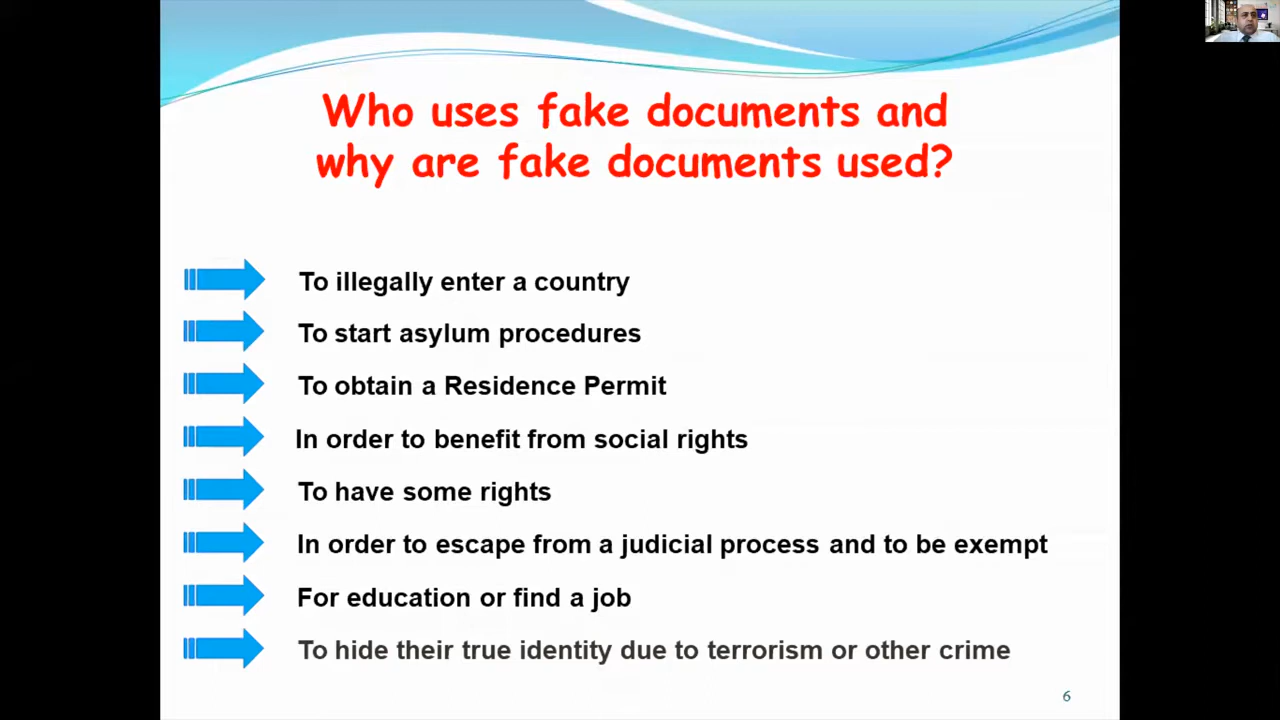 Who uses fake documents and
why are fake documents used?
To illegally enter a country
To start asylum procedures
To obtain a Residence Permit
In order to benefit from social rights
To have some rights
In order to escape from a judicial process and to be exempt
For education or find a job
To hide their true identity due to terrorism or other crime
6